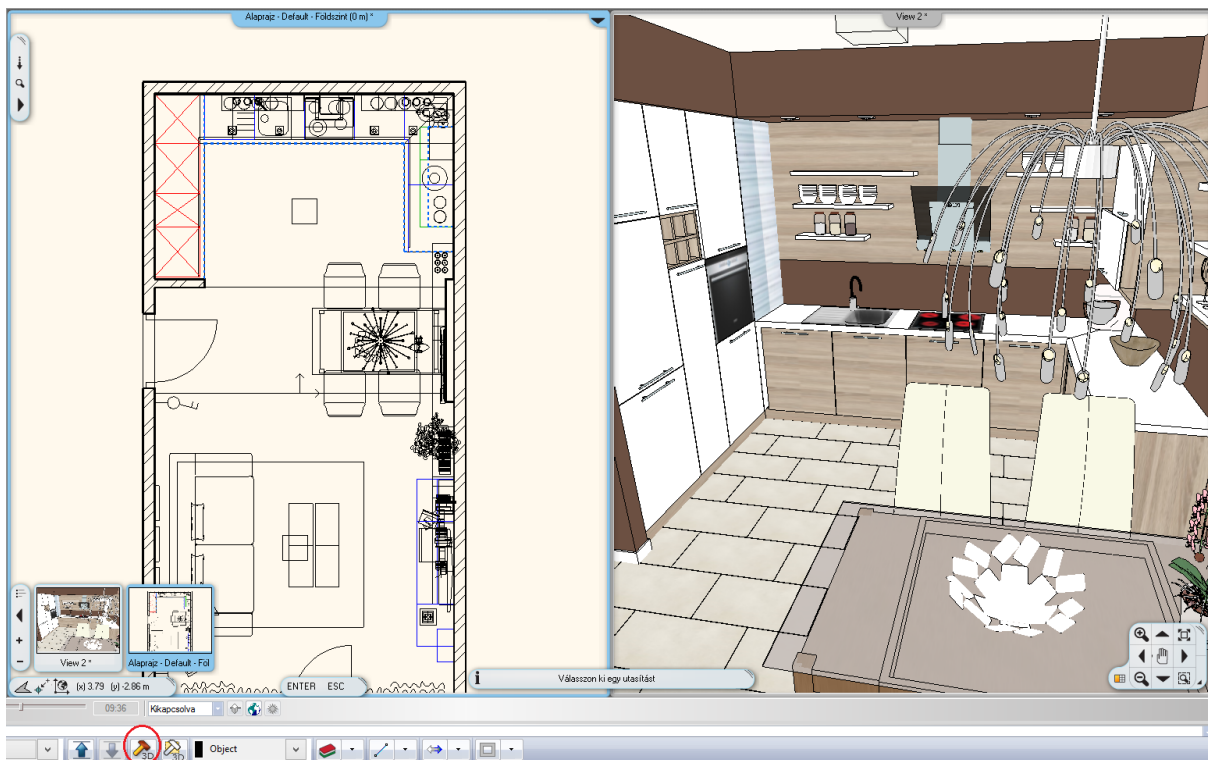 Alaprajz - Default - Földszint (0 m) *
View 2 *
View 2 *
Alaprajz - Default - Föl
(x) 3.79 (y) -2.86 m
ENTER ESC
i Válasszon ki egy utasítást
09:36
Kikapcsolva
3D
3D
Object